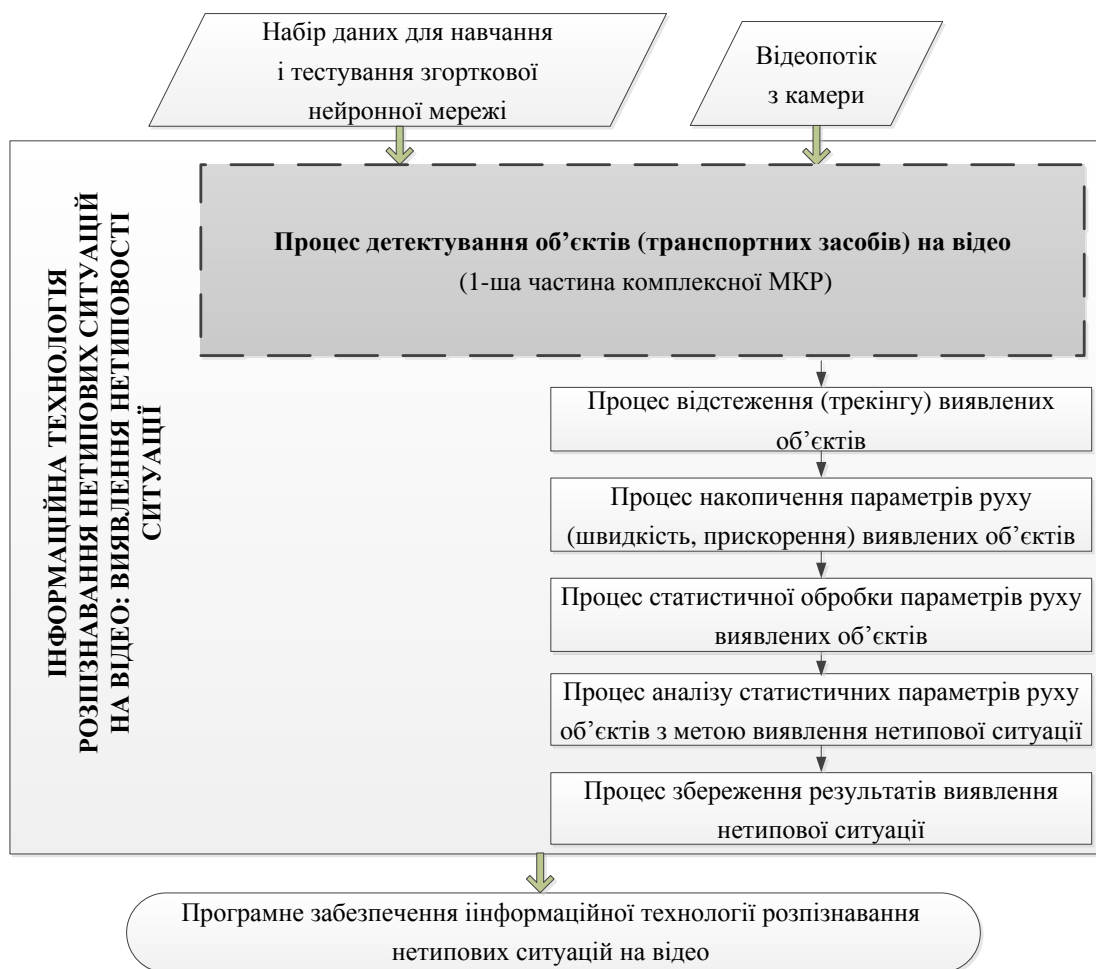 Набір даних для навчання
і тестування згорткової
нейронної мережі
Відеопотік
з камери
ІНФОРМАЦІЙНА ТЕХНОЛОГІЯ
РОЗПІЗНАВАННЯ НЕТИПОВИХ СИТУАЦІЙ
НА ВІДЕО: ВИЯВЛЕННЯ НЕТИПОВОСТІ
СИТУАЦІЇ
Процес детектування об’єктів (транспортних засобів) на відео
(1-ша частина комплексної МКР)
Процес відстеження (трекінгу) виявлених
об’єктів
Процес накопичення параметрів руху
(швидкість, прискорення) виявлених об’єктів
Процес статистичної обробки параметрів руху
виявлених об’єктів
Процес аналізу статистичних параметрів руху
об’єктів з метою виявлення нетипової ситуації
Процес збереження результатів виявлення
нетипової ситуації
Програмне забезпечення іінформаційної технології розпізнавання
нетипових ситуацій на відео